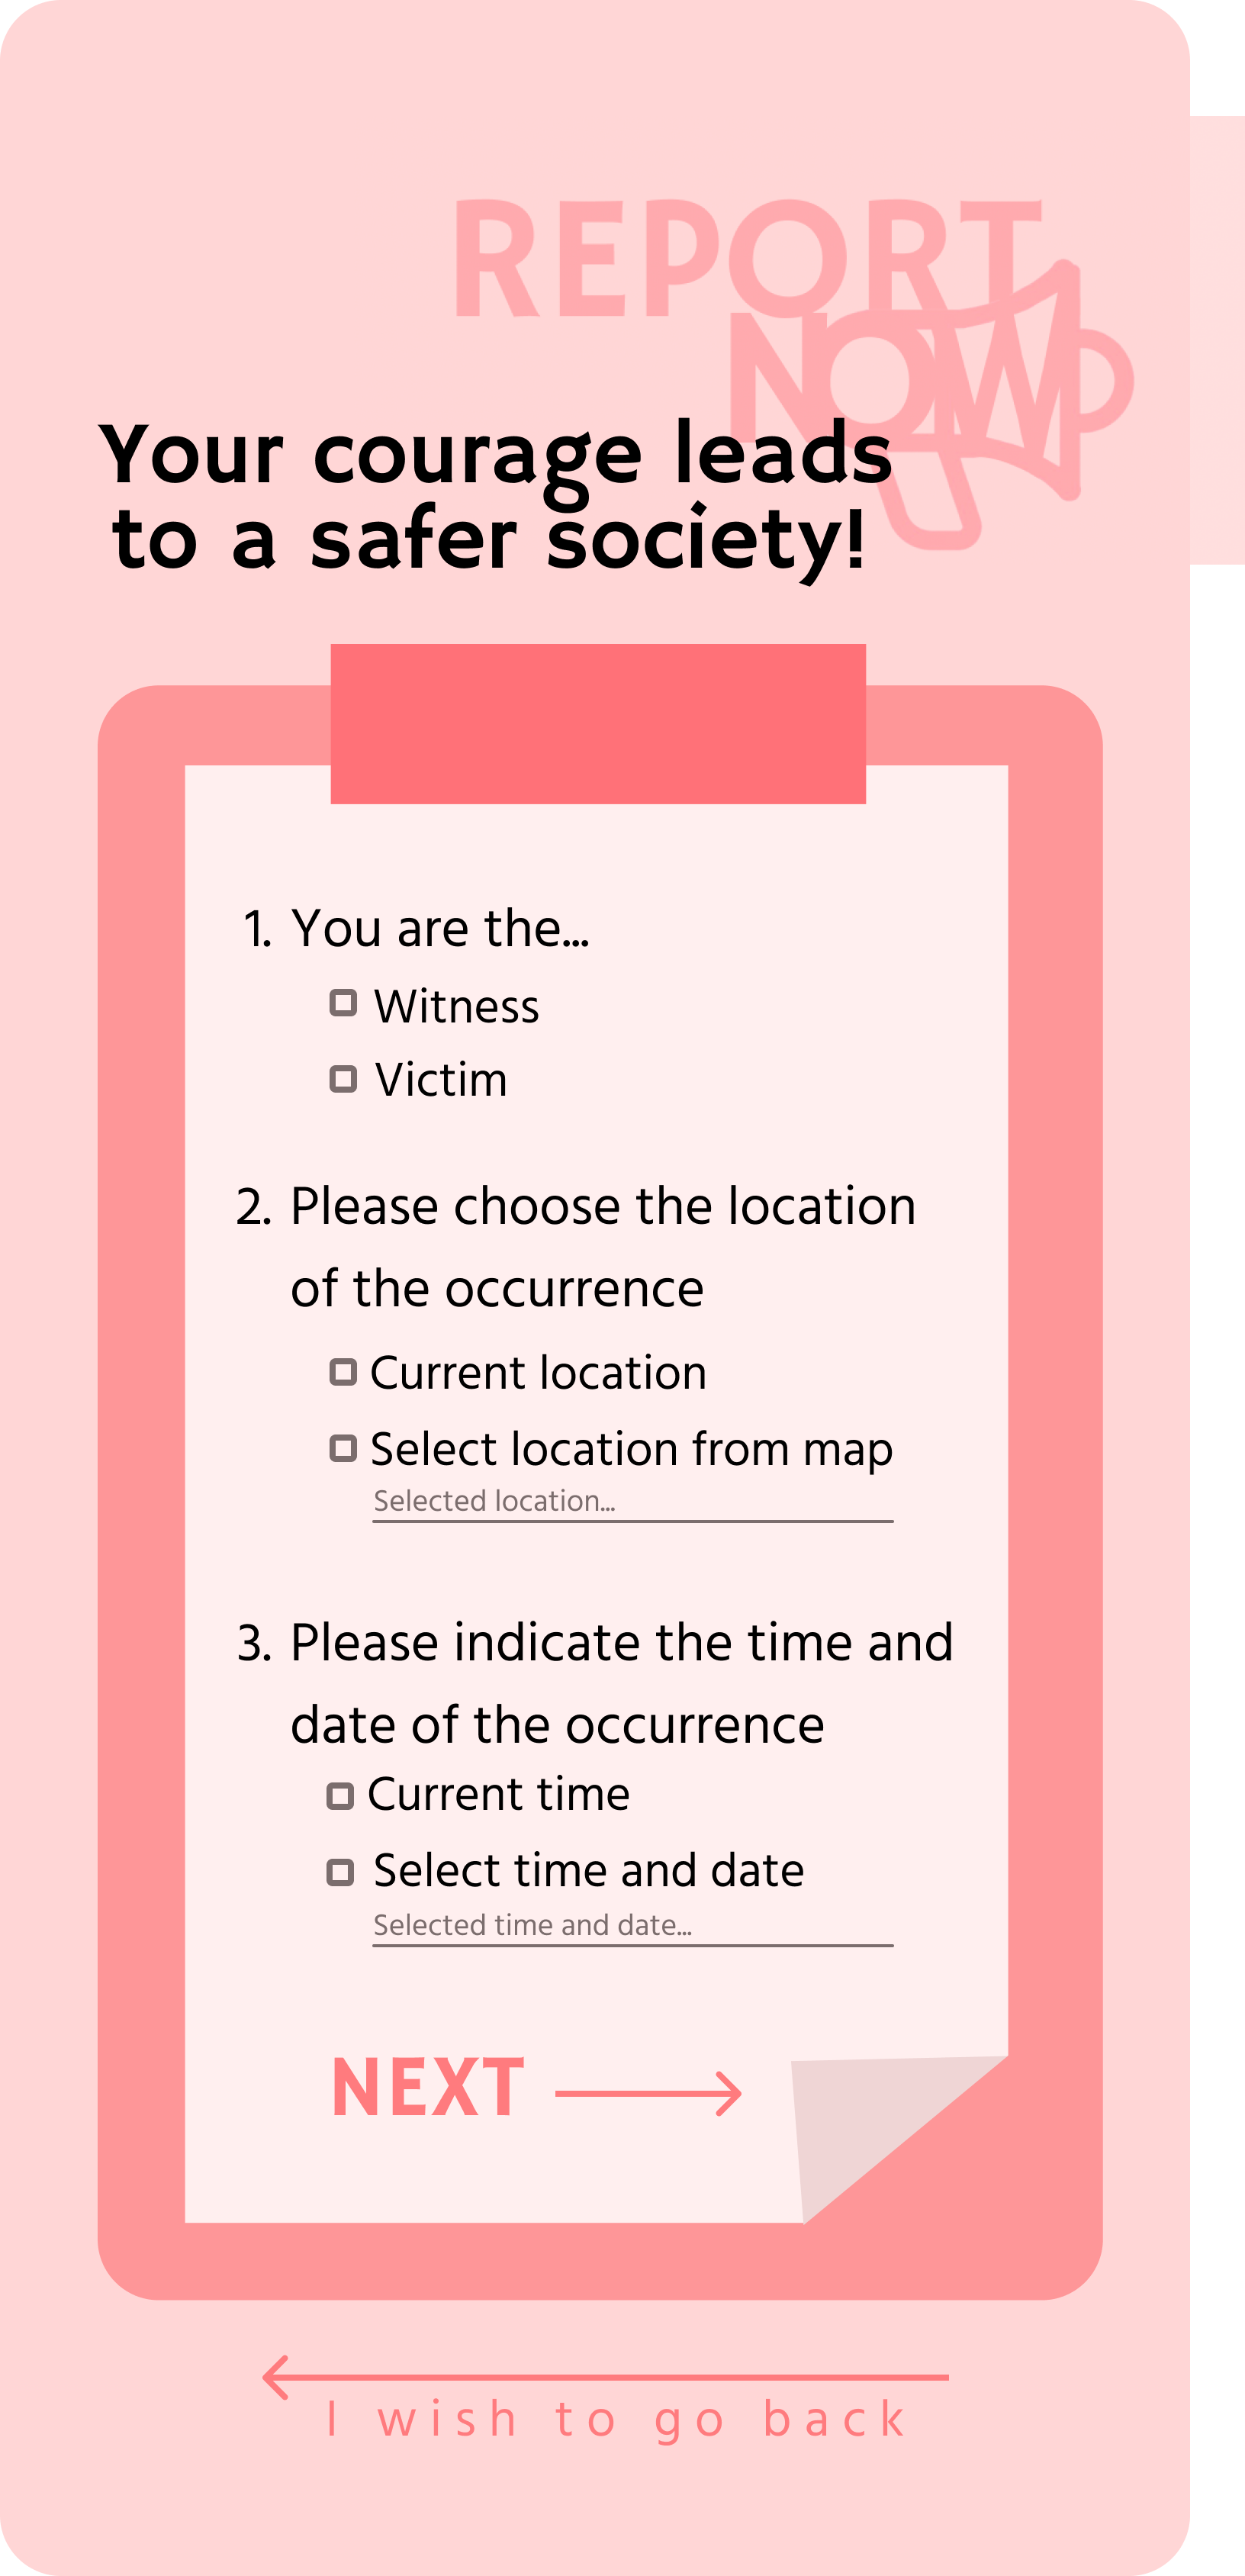 REPORT
NOW
Your courage leads
to a safer society!
1. You are the...
Witness
Victim
2. Please choose the location
of the occurrence
Current location
Select location from map
Selected location...
3. Please indicate the time and
date of the occurrence
Current time
Select time and date
Selected time and date...
NEXT
I wish to go back